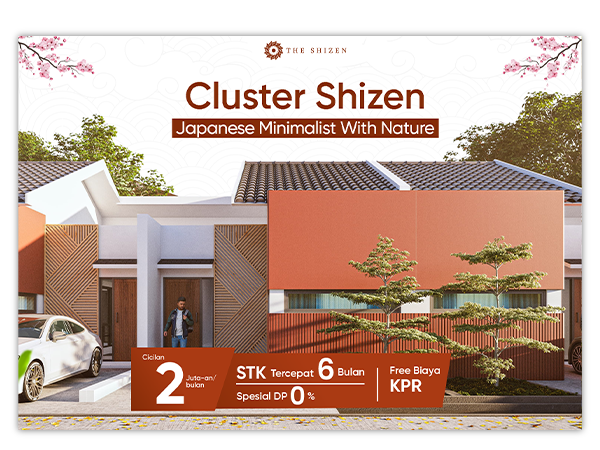 THE SHIZEN
Cluster Shizen
Japanese Minimalist With Nature
Cicilan
2 Juta-an/
bulan
STK Tercepat 6 Bulan
Spesial DP 0 %
Free Biaya
KPR